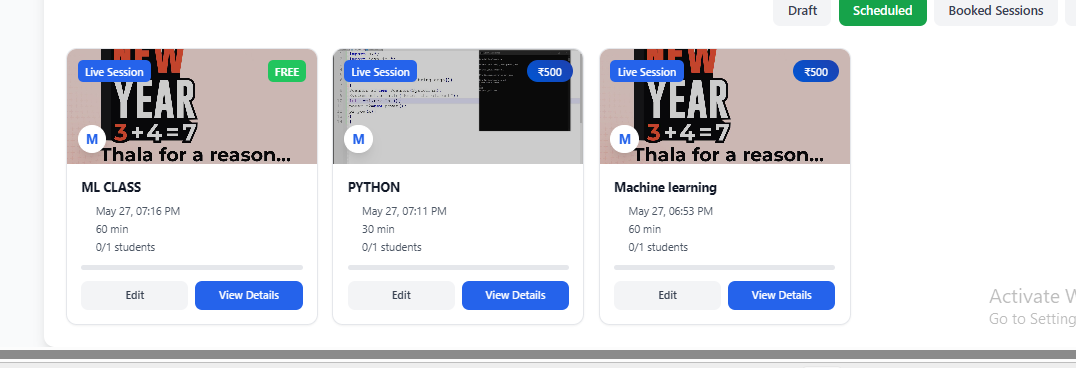 Draft
Scheduled
Booked Sessions
NEW
Live Session
FREE
YEAR
3+4=7
M
Thala for a reason...
ML CLASS
May 27, 07:16 PM
60 min
0/1 students
Edit
View Details
Live Session
₹500
M
PYTHON
May 27, 07:11 PM
30 min
0/1 students
Edit
View Details
NEW
Live Session
₹500
YEAR
3+4=7
M
Thala for a reason...
Machine learning
May 27, 06:53 PM
60 min
0/1 students
Edit
View Details
Activate W
Go to Setting